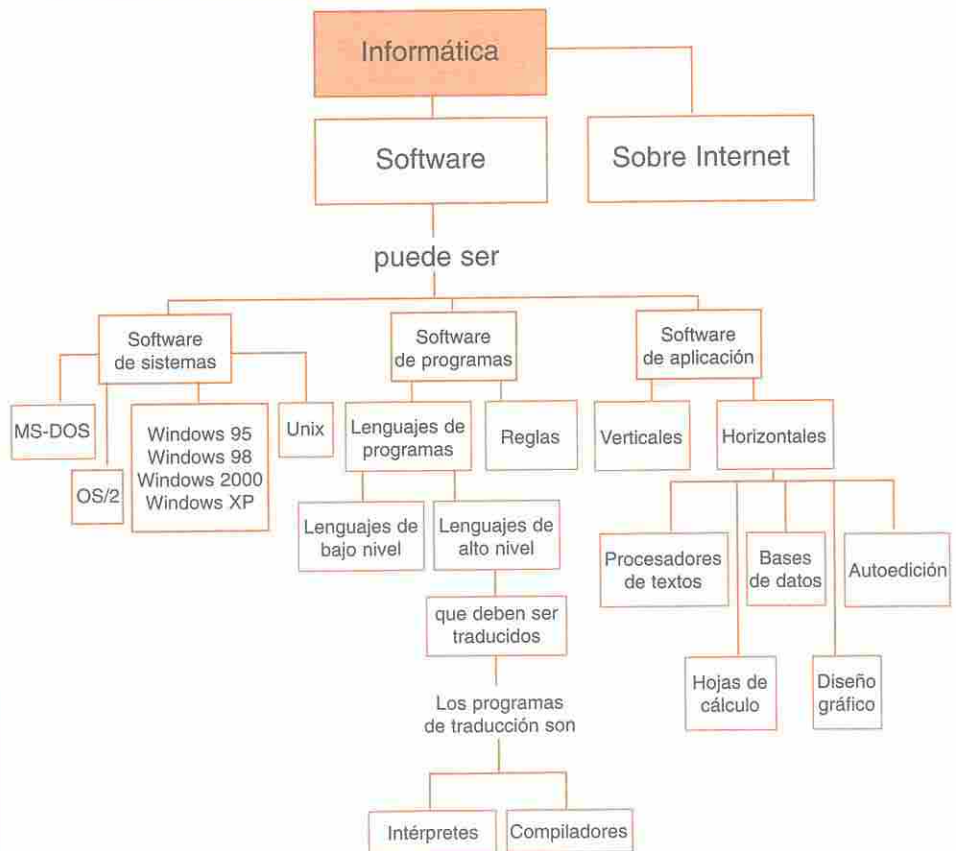 Informática
Software
Sobre Internet
puede ser
Software
de sistemas
Software
de programas
Software
de aplicación
MS-DOS
OS/2
Windows 95
Windows 98
Windows 2000
Windows XP
Unix
Lenguajes de
programas
Reglas
Verticales
Horizontales
Lenguajes de
bajo nivel
Lenguajes de
alto nivel
Procesadores
de textos
Bases
de datos
Autoedición
que deben ser
traducidos
Hojas de
cálculo
Diseño
gráfico
Los programas
de traducción son
Intérpretes
Compiladores